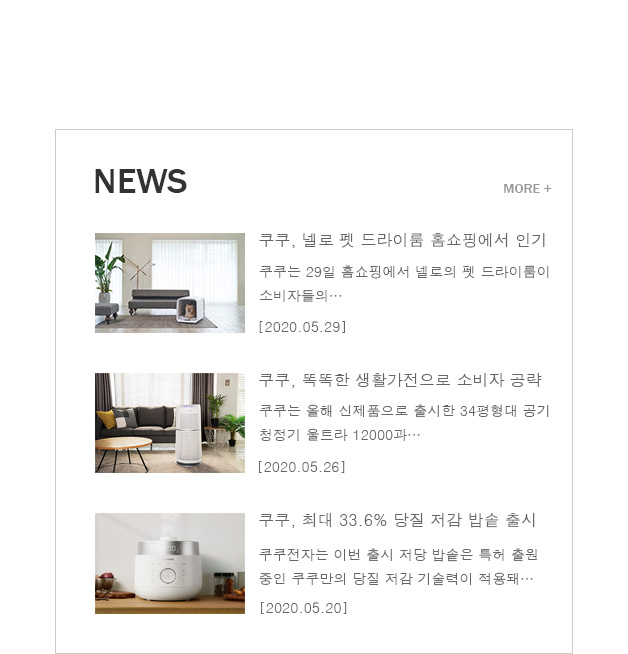 NEWS
MORE +
쿠쿠, 넬로 펫 드라이룸 홈쇼핑에서 인기
쿠쿠는 29일 홈쇼핑에서 넬로의 펫 드라이룸이
소비자들의…
[2020.05.29]
쿠쿠, 똑똑한 생활가전으로 소비자 공략
쿠쿠는 올해 신제품으로 출시한 34평형대 공기
청정기 울트라 12000과…
[2020.05.26]
쿠쿠, 최대 33.6% 당질 저감 밥솥 출시
쿠쿠전자는 이번 출시 저당 밥솥은 특허 출원
중인 쿠쿠만의 당질 저감 기술력이 적용돼…
[2020.05.20]